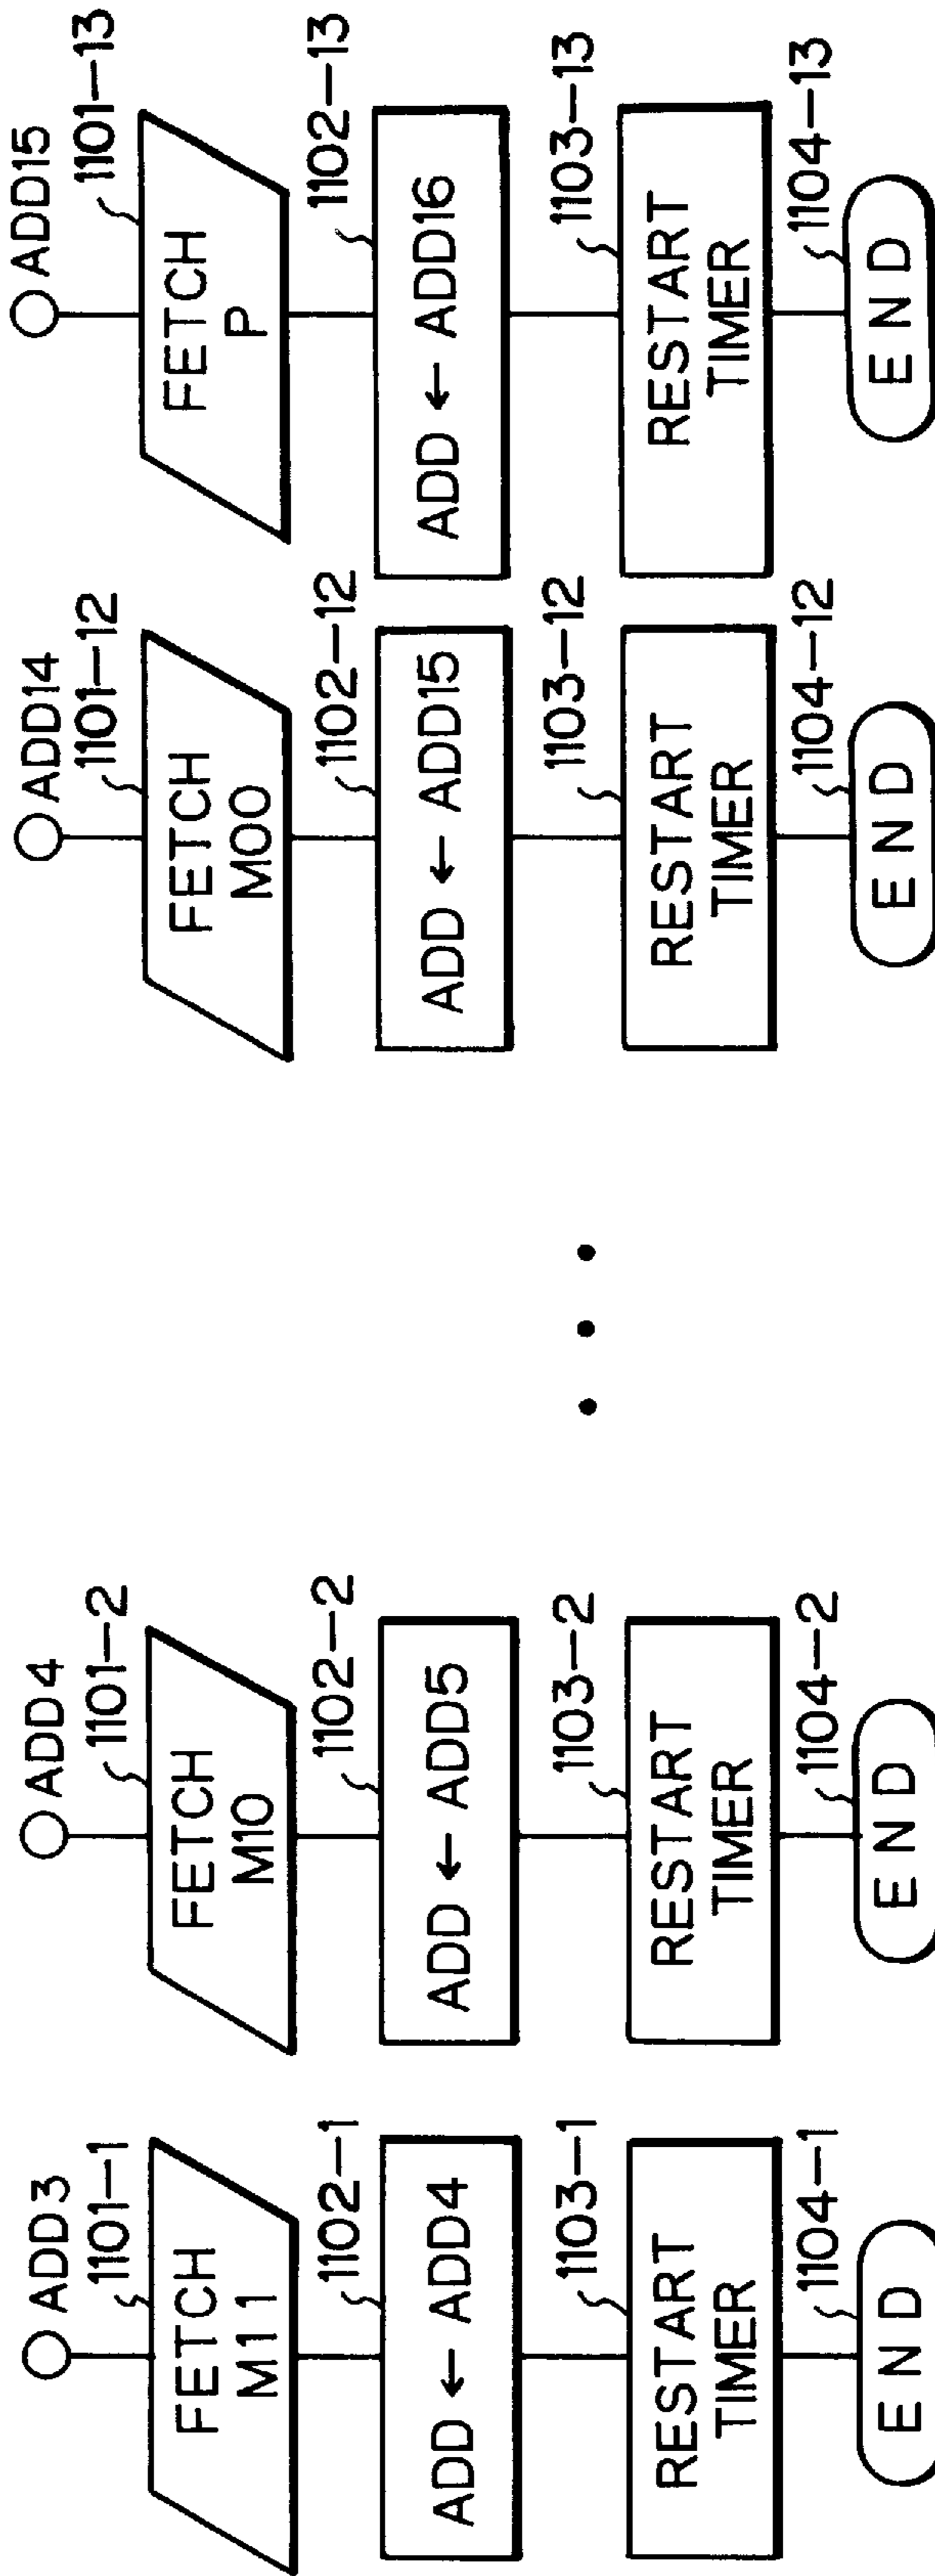 ADD3
1101-1
FETCH
M11
1102-1
ADD ← ADD4
1103-1
RESTART
TIMER
1104-1
END
ADD4
1101-2
FETCH
M10
1102-2
ADD ← ADD5
1103-2
RESTART
TIMER
1104-2
END
• • •
ADD14
1101-12
FETCH
M00
1102-12
ADD ← ADD15
1103-12
RESTART
TIMER
1104-12
END
ADD15
1101-13
FETCH
P
1102-13
ADD ← ADD16
1103-13
RESTART
TIMER
1104-13
END